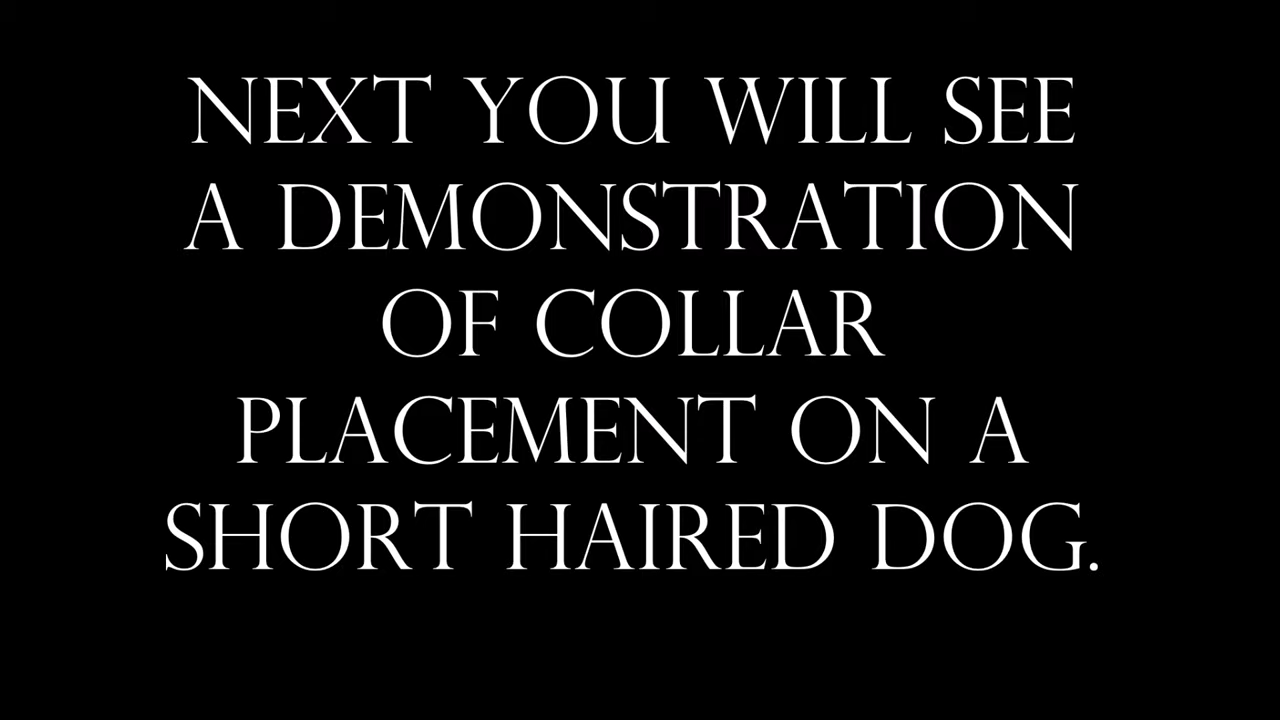 NEXT YOU WILL SEE
A DEMONSTRATION
OF COLLAR
PLACEMENT ON A
SHORT HAIRED DOG.